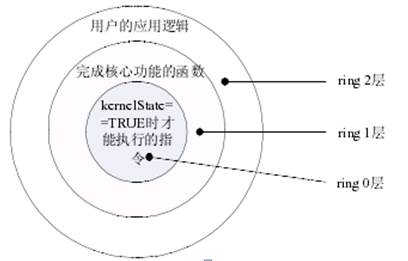 用户的应用逻辑
完成核心功能的函数
kernelState=
=TRUE时才
能执行的指
令
ring 2层
ring 1层
ring 0层